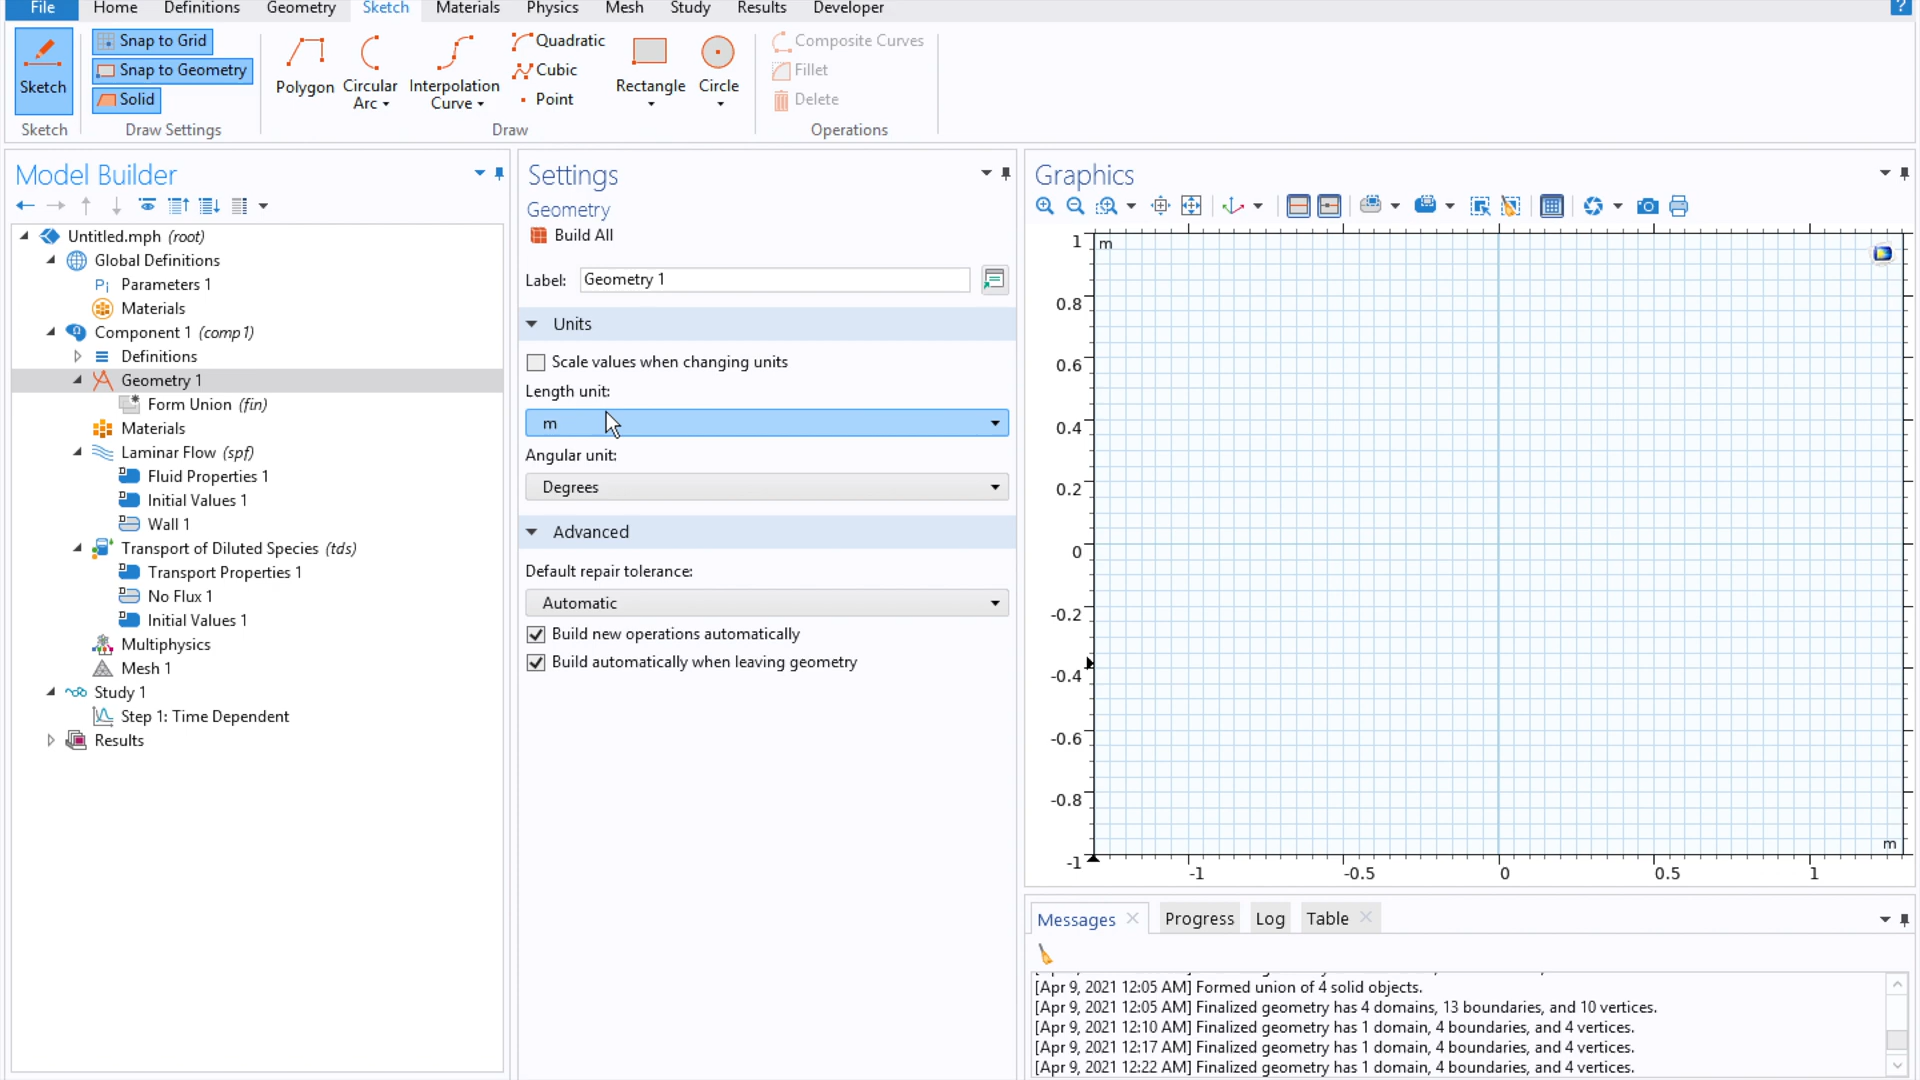 File Home Definitions Geometry Sketch Materials Physics Mesh Study Results Developer ?
Sketch
Sketch
Snap to Grid
Snap to Geometry
Solid
Draw Settings
Polygon
Circular
Arc
Interpolation
Curve
Quadratic
Cubic
Point
Rectangle
Circle
Draw
Composite Curves
Fillet
Delete
Operations
Model Builder
Untitled.mph (root)
Global Definitions
Pi Parameters 1
Materials
Component 1 (comp1)
Definitions
Geometry 1
Form Union (fin)
Materials
Laminar Flow (spf)
D Fluid Properties 1
D Initial Values 1
D Wall 1
Transport of Diluted Species (tds)
D Transport Properties 1
D No Flux 1
D Initial Values 1
Multiphysics
Mesh 1
Study 1
Step 1: Time Dependent
Results
Settings
Geometry
Build All
Label: Geometry 1
Units
Scale values when changing units
Length unit:
m
Angular unit:
Degrees
Advanced
Default repair tolerance:
Automatic
Build new operations automatically
Build automatically when leaving geometry
Graphics
m
1
0.8
0.6
0.4
0.2
0
-0.2
-0.4
-0.6
-0.8
-1
m
-1 -0.5 0 0.5 1
Messages Progress Log Table
[Apr 9, 2021 12:05 AM] Formed union of 4 solid objects.
[Apr 9, 2021 12:05 AM] Finalized geometry has 4 domains, 13 boundaries, and 10 vertices.
[Apr 9, 2021 12:10 AM] Finalized geometry has 1 domain, 4 boundaries, and 4 vertices.
[Apr 9, 2021 12:17 AM] Finalized geometry has 1 domain, 4 boundaries, and 4 vertices.
[Apr 9, 2021 12:22 AM] Finalized geometry has 1 domain, 4 boundaries, and 4 vertices.